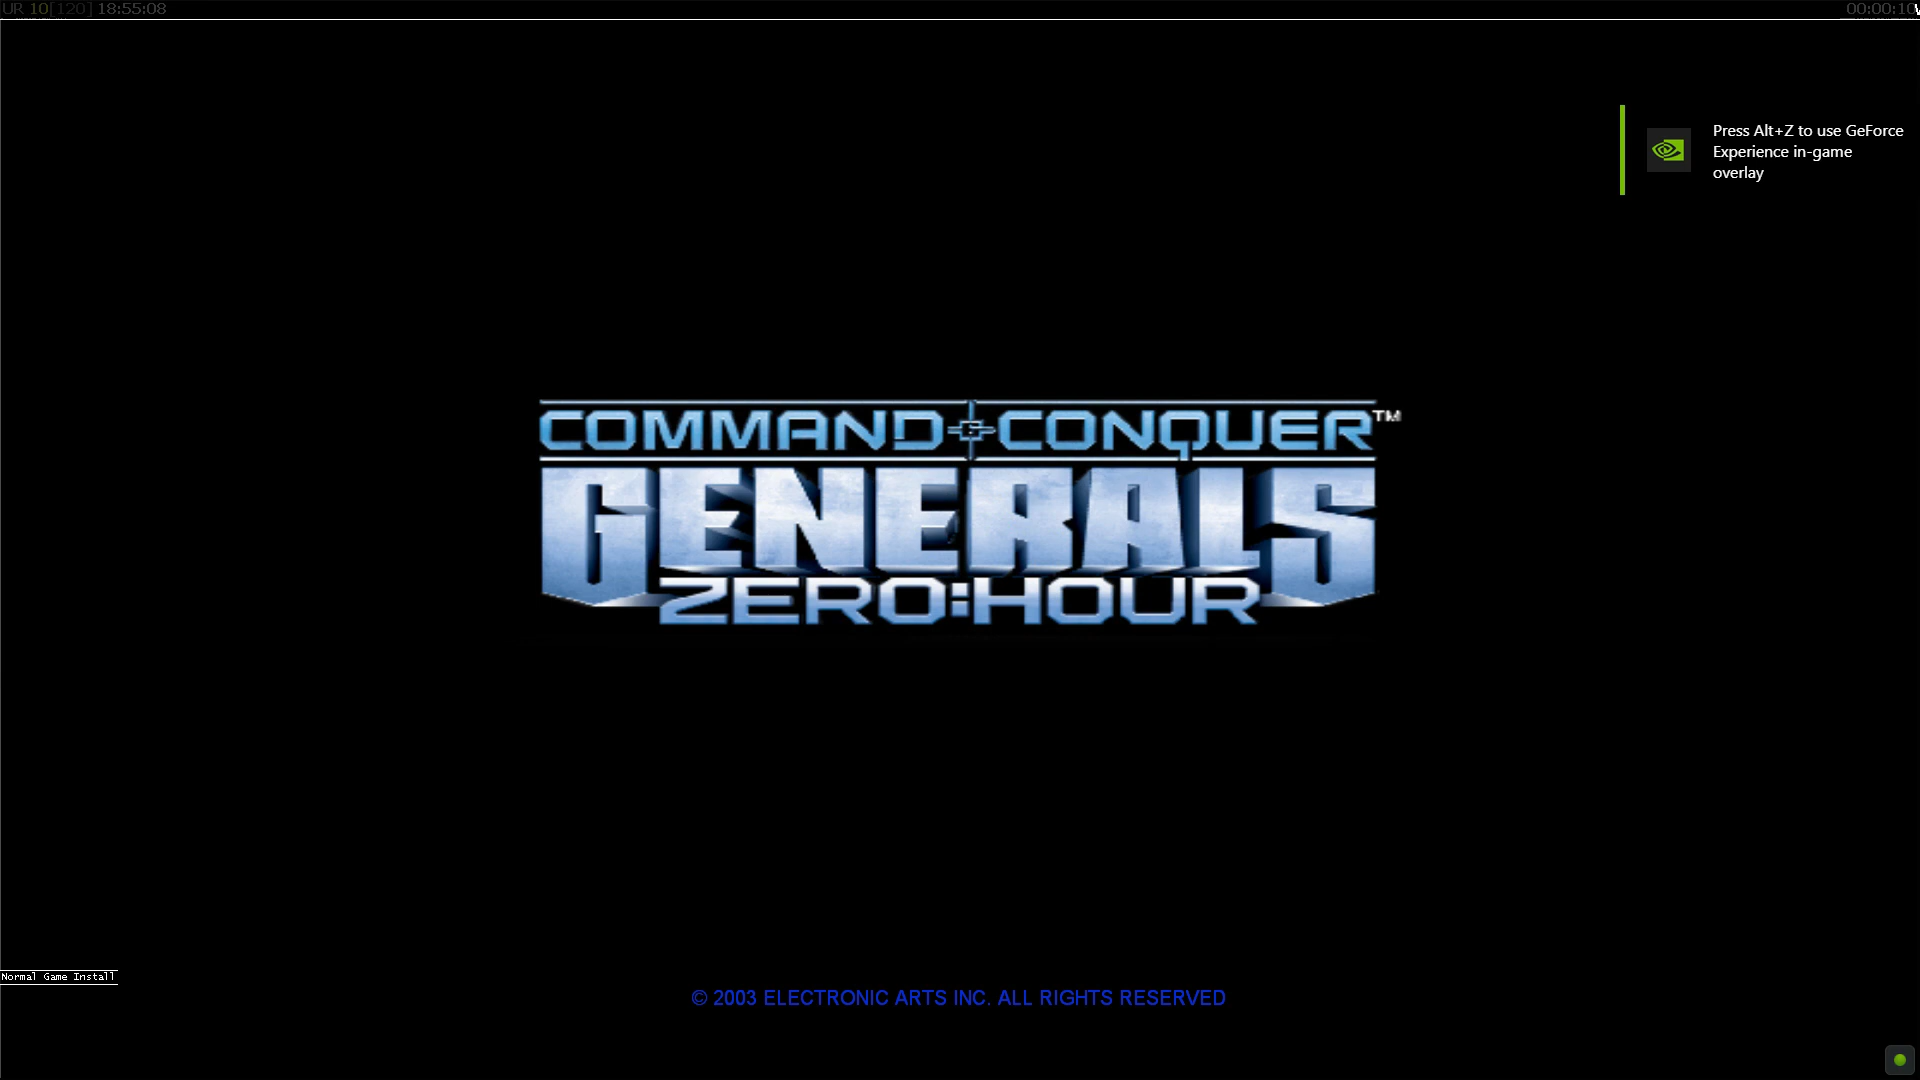 UR 10[120] 18:55:08
00:00:10
Press Alt+Z to use GeForce
Experience in-game
overlay
COMMAND CONQUER™
GENERALS
ZERO:HOUR
Normal Game Install
© 2003 ELECTRONIC ARTS INC. ALL RIGHTS RESERVED